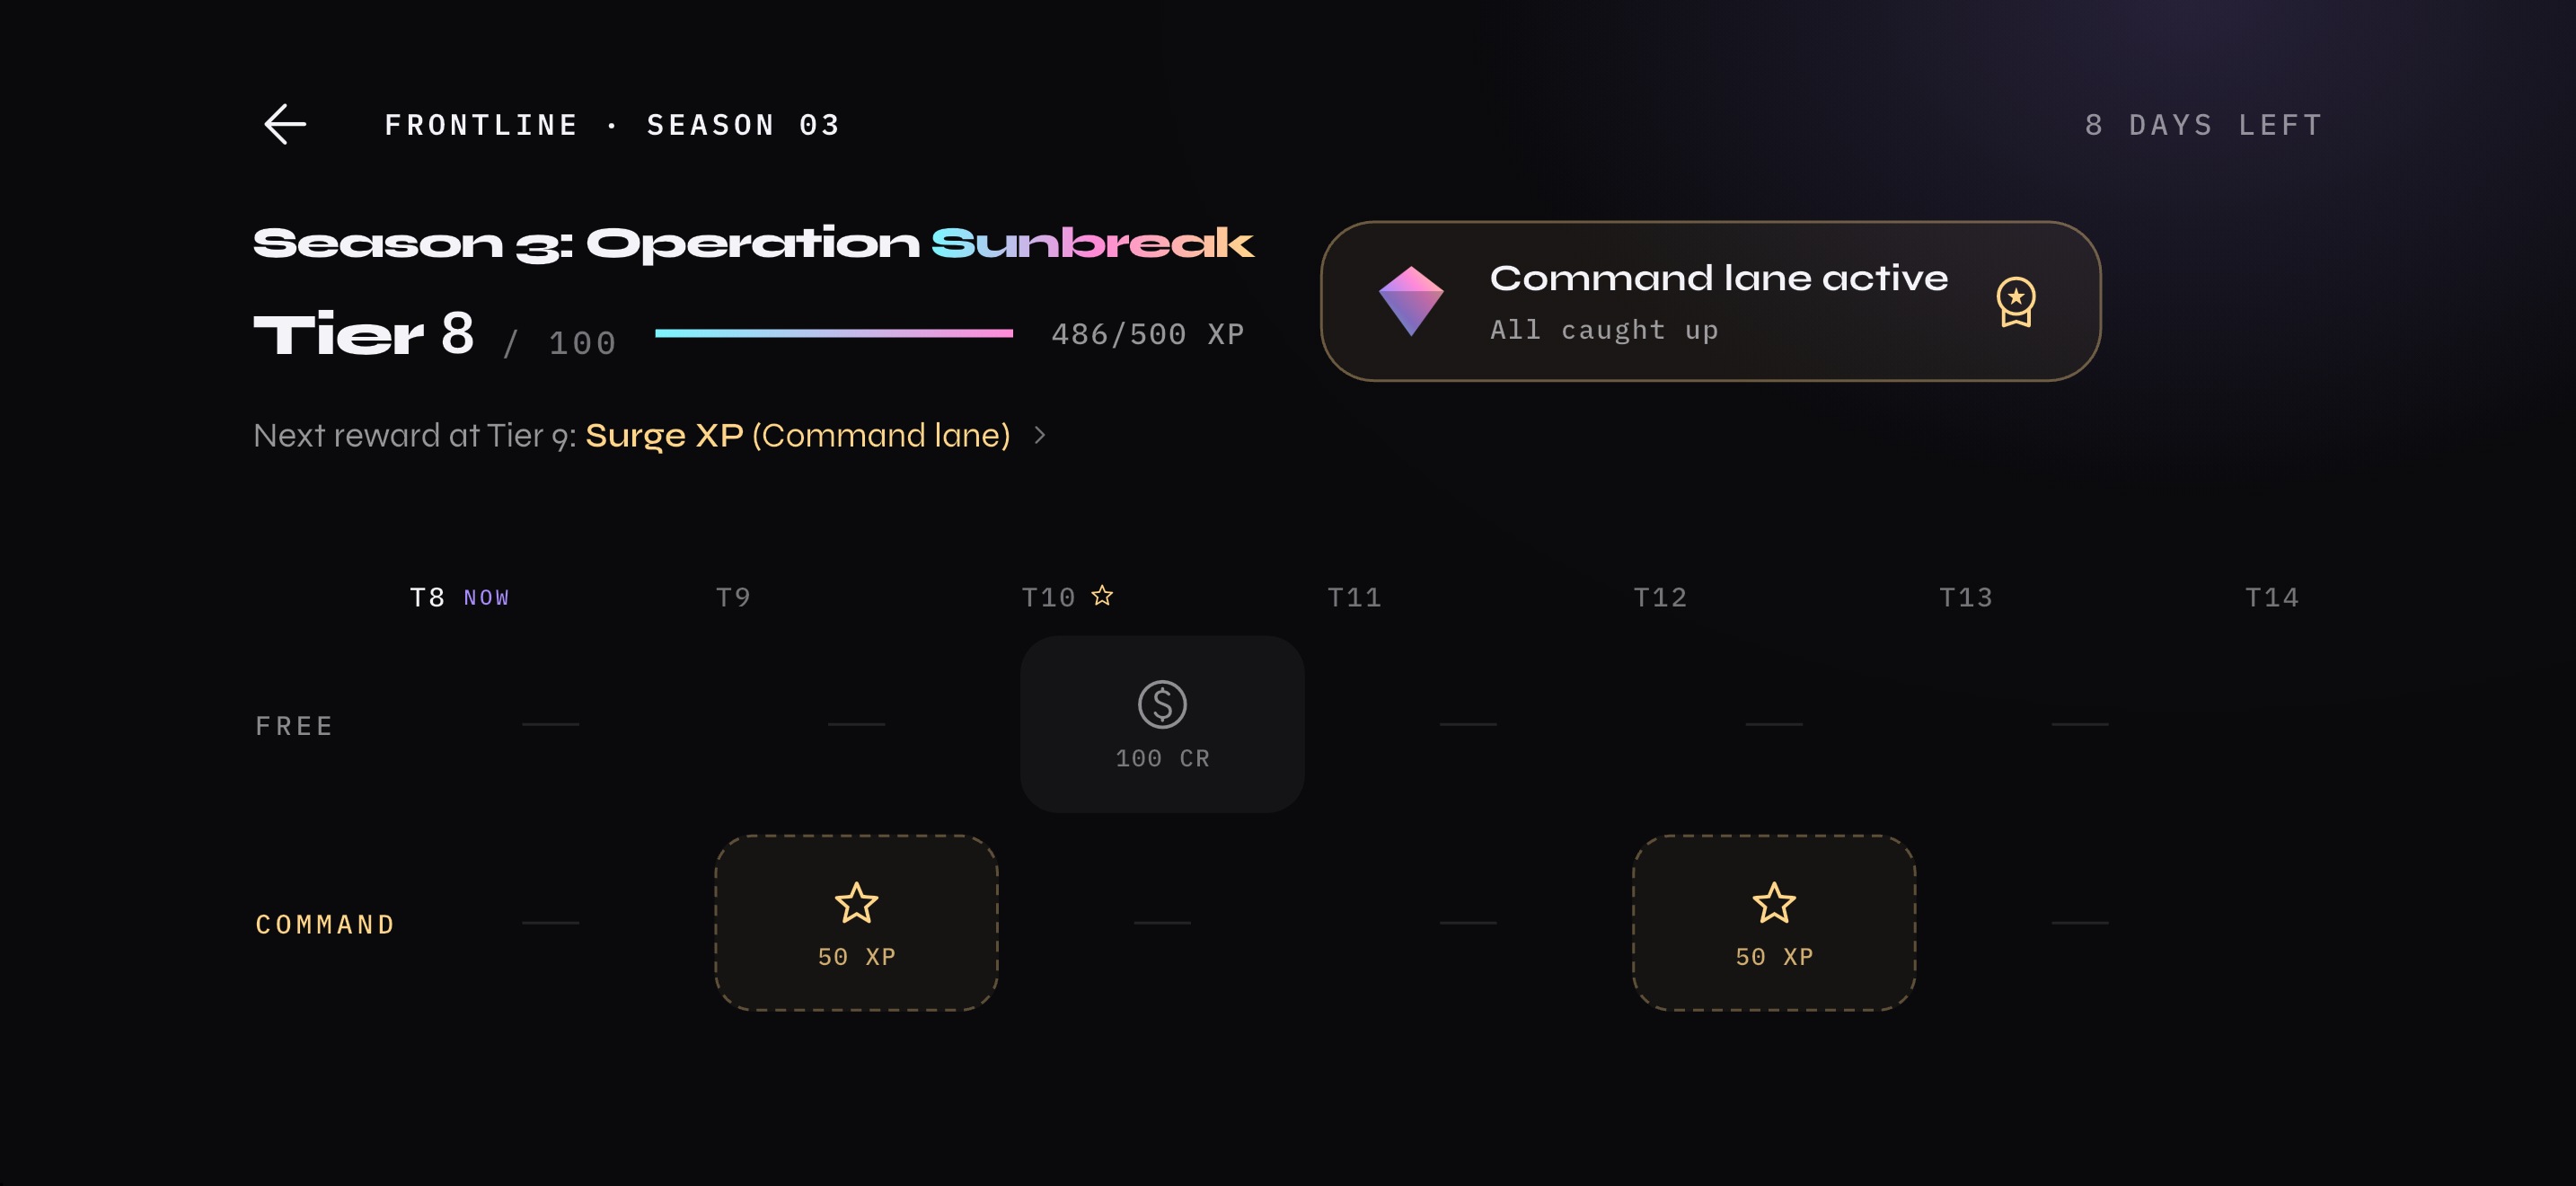 FRONTLINE · SEASON 03
8 DAYS LEFT
Season 3: Operation Sunbreak
Tier 8 / 100
486/500 XP
Command lane active
All caught up
Next reward at Tier 9: Surge XP (Command lane)
T8 NOW
T9
T10
T11
T12
T13
T14
FREE
100 CR
COMMAND
50 XP
50 XP